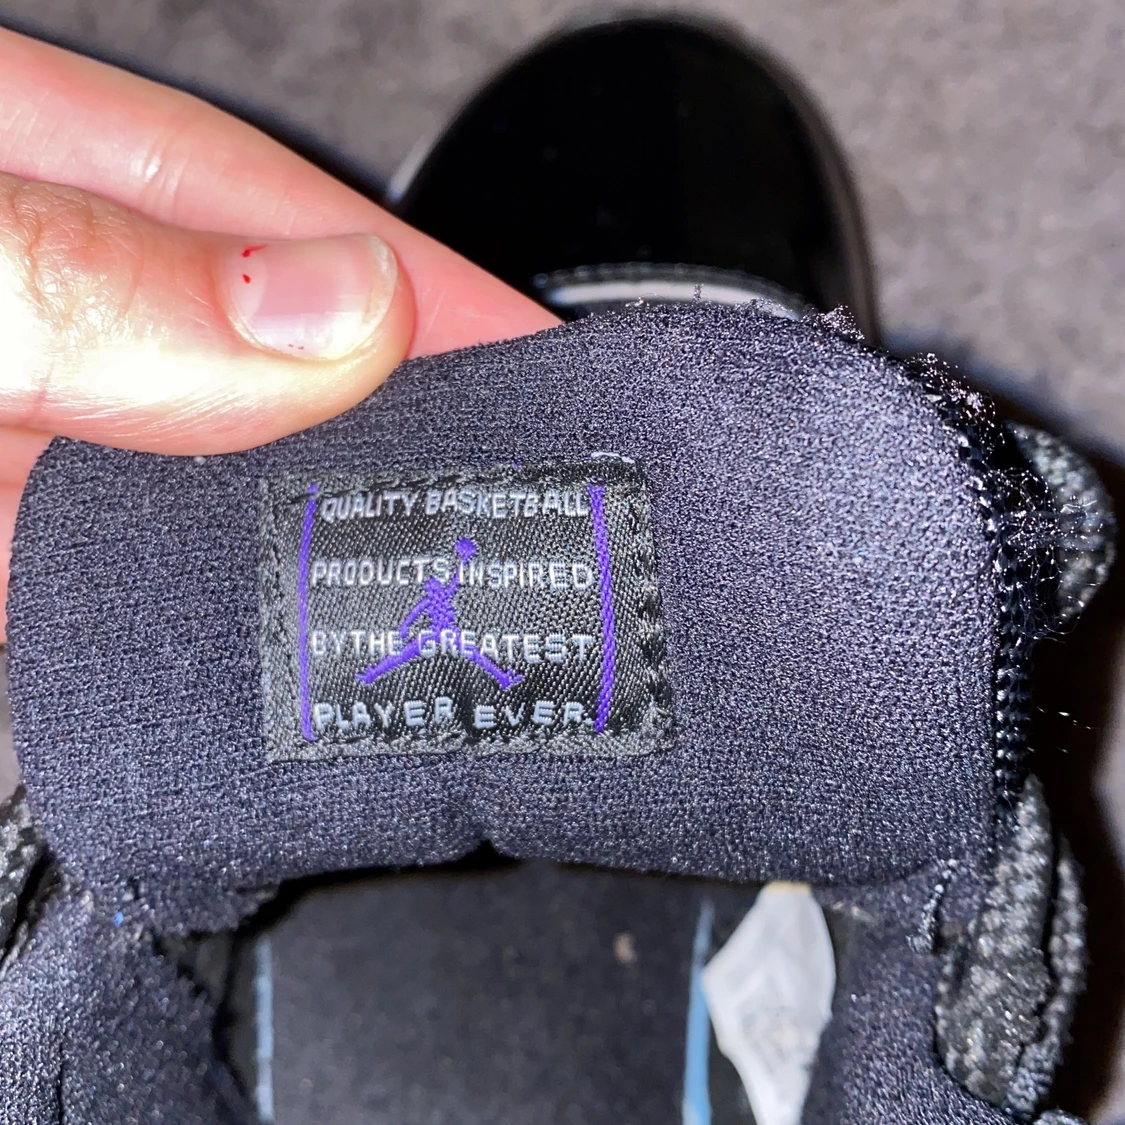 QUALITY BASKETBALL
PRODUCTS INSPIRED
BY THE GREATEST
PLAYER EVER.